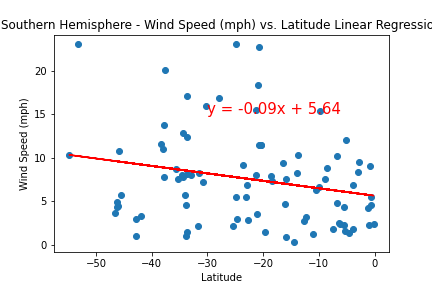 Southern Hemisphere - Wind Speed (mph) vs. Latitude Linear Regressio
y = -0.09x + 5.64
Wind Speed (mph)
20
15
10
5
0
−50
−40
−30
−20
−10
0
Latitude